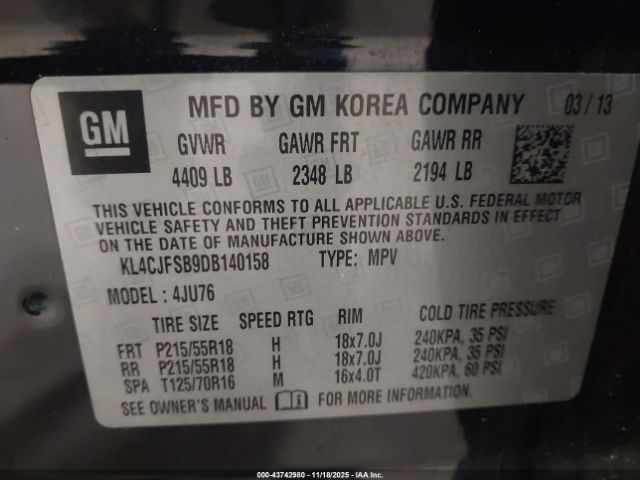 GM
MFD BY GM KOREA COMPANY 03/13
GVWR GAWR FRT GAWR RR
4409 LB 2348 LB 2194 LB
THIS VEHICLE CONFORMS TO ALL APPLICABLE U.S. FEDERAL MOTOR
VEHICLE SAFETY AND THEFT PREVENTION STANDARDS IN EFFECT
ON THE DATE OF MANUFACTURE SHOWN ABOVE.
KL4CJFSB9DB140158 TYPE: MPV
MODEL : 4JU76
TIRE SIZE SPEED RTG RIM COLD TIRE PRESSURE
FRT P215/55R18 H 18x7.0J 240KPA, 35 PSI
RR P215/55R18 H 18x7.0J 240KPA, 35 PSI
SPA T125/70R16 M 16x4.0T 420KPA, 60 PSI
SEE OWNER'S MANUAL i FOR MORE INFORMATION.
000-43742980 - 11/18/2025 - IAA Inc.